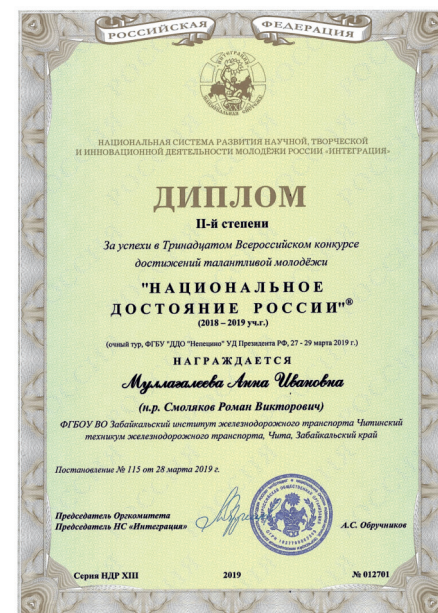 РОССИЙСКАЯ ФЕДЕРАЦИЯ
ИНТЕГРАЦИЯ
НАЦИОНАЛЬНАЯ СИСТЕМА РАЗВИТИЯ НАУЧНОЙ, ТВОРЧЕСКОЙ
И ИННОВАЦИОННОЙ ДЕЯТЕЛЬНОСТИ МОЛОДЁЖИ РОССИИ «ИНТЕГРАЦИЯ»
ДИПЛОМ
II-й степени
За успехи в Тринадцатом Всероссийском конкурсе
достижений талантливой молодёжи
"НАЦИОНАЛЬНОЕ
ДОСТОЯНИЕ РОССИИ"®
(2018 – 2019 уч.г.)
(очный тур, ФГБУ "ДДО "Непецино" УД Президента РФ, 27 - 29 марта 2019 г.)
НАГРАЖДАЕТСЯ
Муллагалеева Анна Ивановна
(н.р. Смоляков Роман Викторович)
ФГБОУ ВО Забайкальский институт железнодорожного транспорта Читинский
техникум железнодорожного транспорта, Чита, Забайкальский край
Постановление № 115 от 28 марта 2019 г.
Председатель Оргкомитета
Председатель НС «Интеграция»
А.С. Обручников
Серия НДР XIII 2019 № 012701